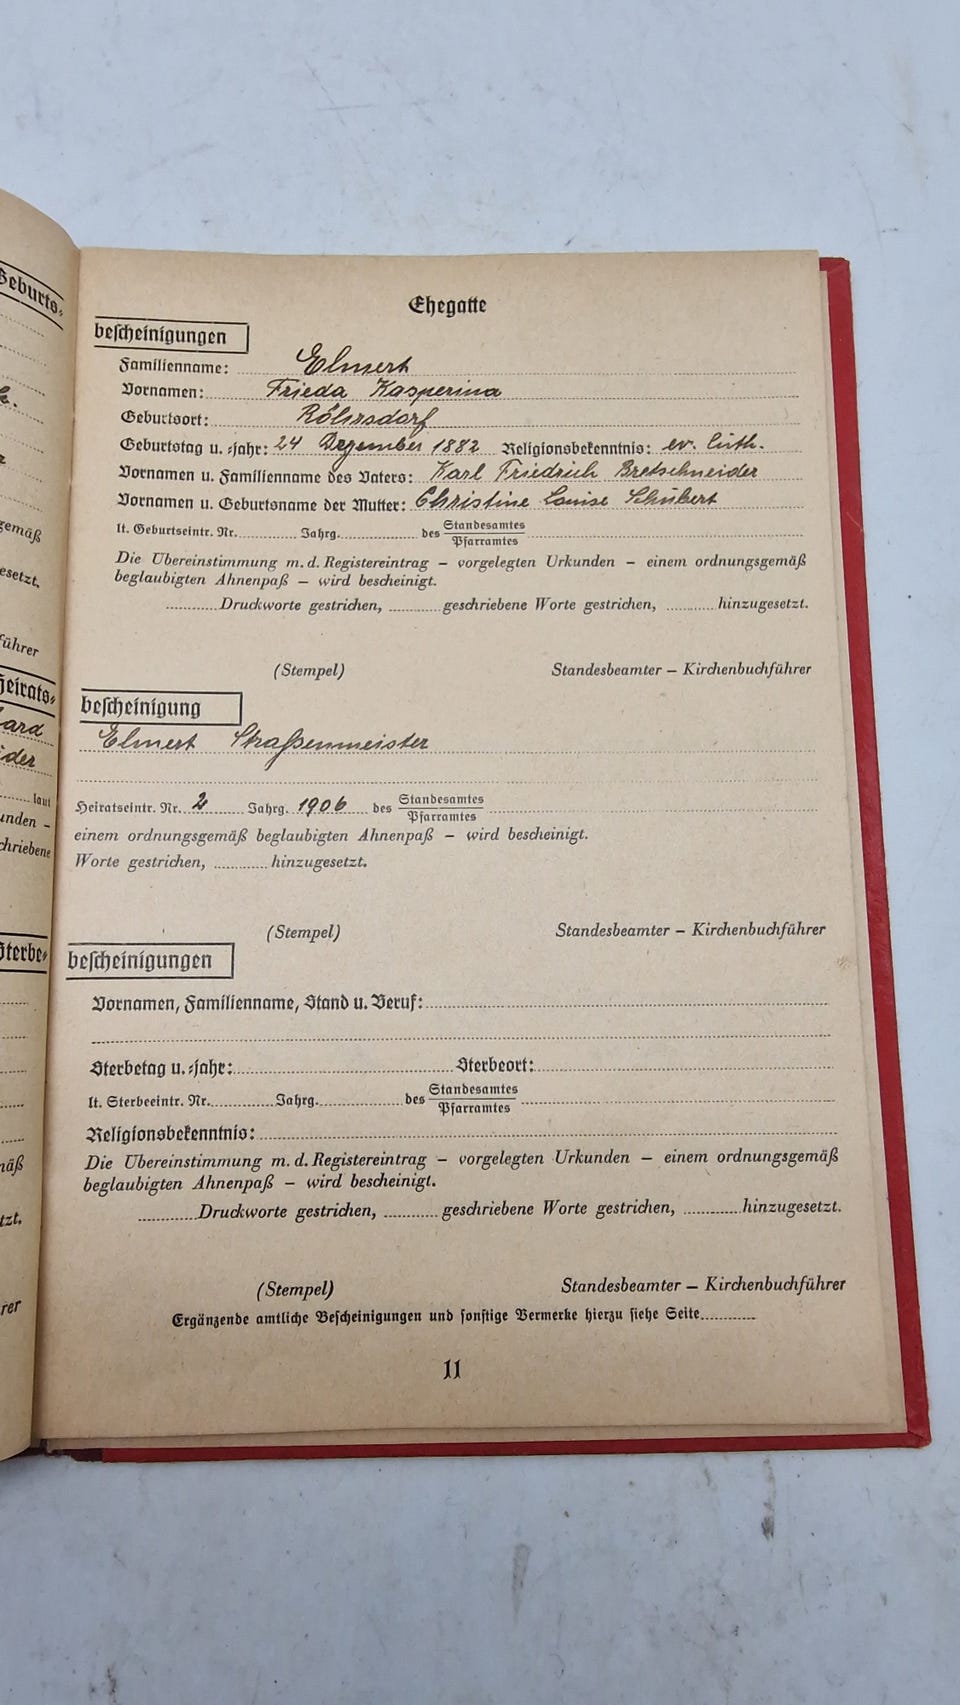 Geburts-
Ehegatte
bescheinigungen
Familienname: Elmert
Vornamen: Frieda Kasperina
Geburtsort: Röhrsdorf
Geburtstag u. -jahr: 24 Dezember 1882 Religionsbekenntnis: ev. luth.
Vornamen u. Familienname des Vaters: Karl Friedrich Bretschneider
Vornamen u. Geburtsname der Mutter: Christine Louise Schubert
lt. Geburtseintr. Nr. Jahrg. des Standesamtes
Pfarramtes
Die Übereinstimmung m. d. Registereintrag – vorgelegten Urkunden – einem ordnungsgemäß
beglaubigten Ahnenpaß – wird bescheinigt.
Druckworte gestrichen, geschriebene Worte gestrichen, hinzugesetzt.
(Stempel) Standesbeamter – Kirchenbuchführer
Heirats-
bescheinigung
Elmert Straßenmeister
Heiratseintr. Nr. 2 Jahrg. 1906 des Standesamtes
Pfarramtes
einem ordnungsgemäß beglaubigten Ahnenpaß – wird bescheinigt.
Worte gestrichen, hinzugesetzt.
(Stempel) Standesbeamter – Kirchenbuchführer
Sterbe-
bescheinigungen
Vornamen, Familienname, Stand u. Beruf:
Sterbetag u. -jahr: Sterbeort:
lt. Sterbeeintr. Nr. Jahrg. des Standesamtes
Pfarramtes
Religionsbekenntnis:
Die Übereinstimmung m. d. Registereintrag – vorgelegten Urkunden – einem ordnungsgemäß
beglaubigten Ahnenpaß – wird bescheinigt.
Druckworte gestrichen, geschriebene Worte gestrichen, hinzugesetzt.
(Stempel) Standesbeamter – Kirchenbuchführer
Ergänzende amtliche Bescheinigungen und sonstige Vermerke hierzu siehe Seite
11